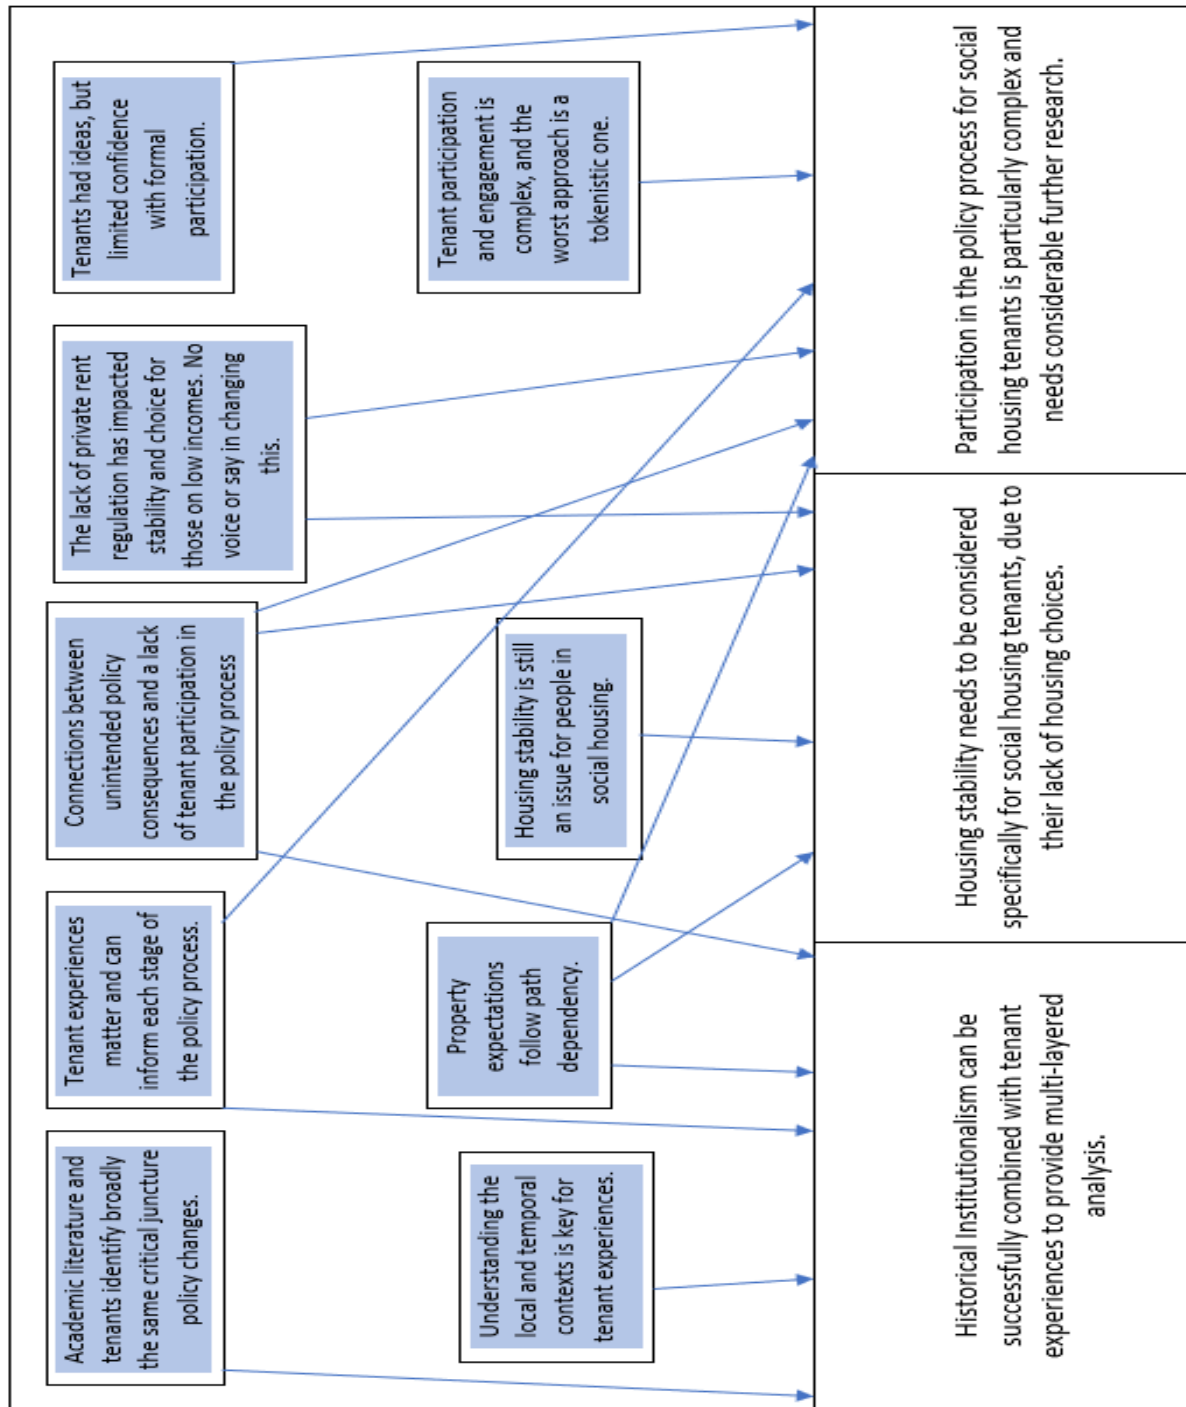 Academic literature and
tenants identify broadly
the same critical juncture
policy changes.
Tenant experiences
matter and can
inform each stage of
the policy process.
Connections between
unintended policy
consequences and a lack
of tenant participation in
the policy process
The lack of private rent
regulation has impacted
stability and choice for
those on low incomes. No
voice or say in changing
this.
Tenants had ideas, but
limited confidence
with formal
participation.
Understanding the
local and temporal
contexts is key for
tenant experiences.
Property
expectations
follow path
dependency.
Housing stability is still
an issue for people in
social housing.
Tenant participation
and engagement is
complex, and the
worst approach is a
tokenistic one.
Historical Institutionalism can be
successfully combined with tenant
experiences to provide multi-layered
analysis.
Housing stability needs to be considered
specifically for social housing tenants, due to
their lack of housing choices.
Participation in the policy process for social
housing tenants is particularly complex and
needs considerable further research.